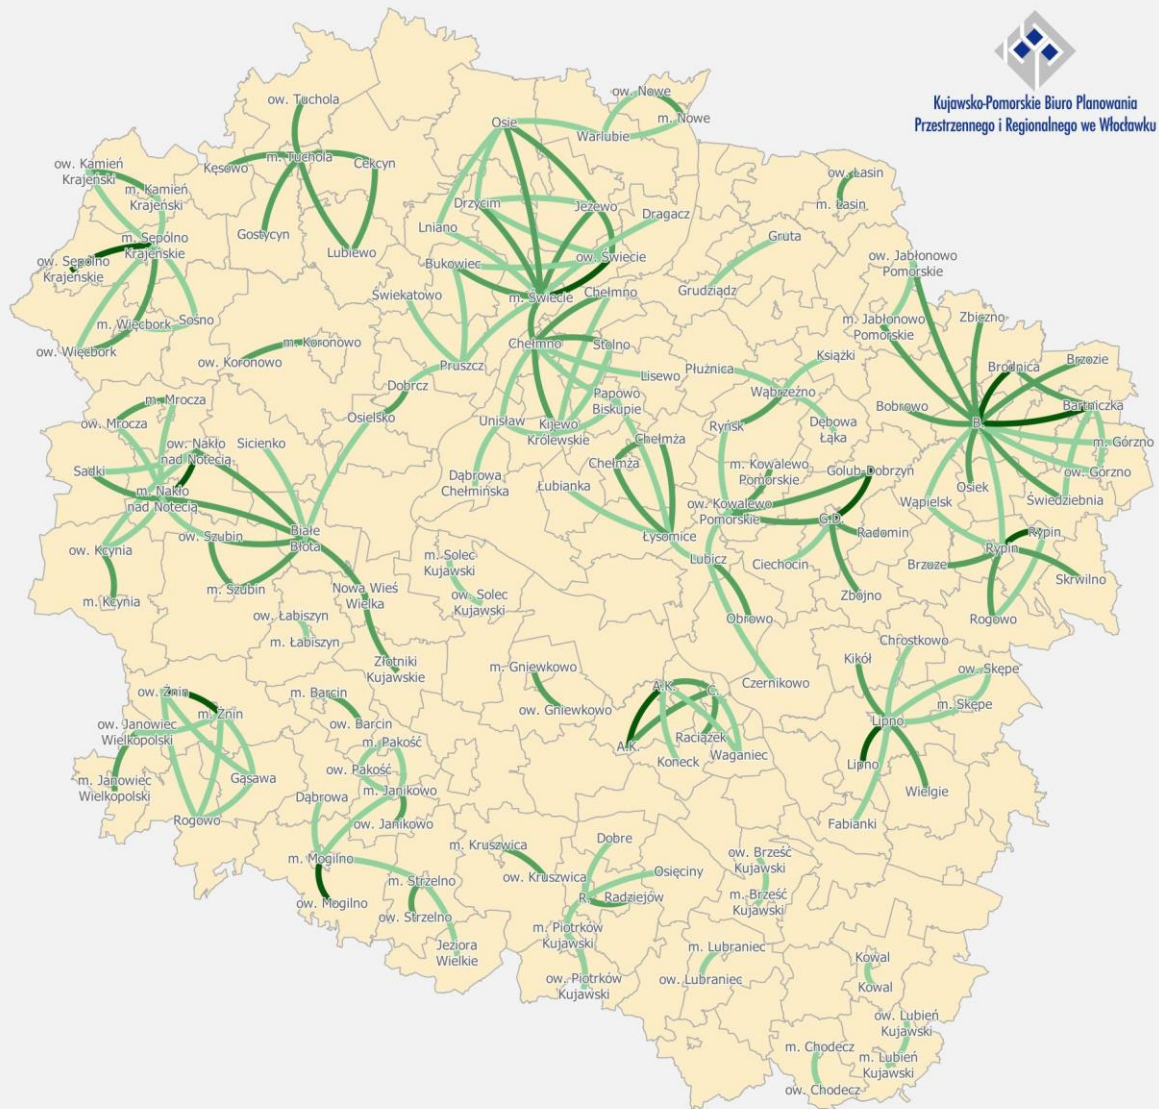 Kujawsko-Pomorskie Biuro Planowania
Przestrzennego i Regionalnego we Włocławku
ow. Nowe
m. Nowe
ow. Tuchola
Osie
Warlubie
m. Tuchola
Kęsowo
Cekcyn
ow. Kamień
Krajeński
m. Kamień
Krajeński
ow. Łasin
m. Łasin
Drzycim
Jeżewo
Dragacz
Lniano
Gostycyn
Lubiewo
m. Sępólno
Krajeńskie
ow. Sępólno
Krajeńskie
Gruta
Bukowiec
ow. Świecie
ow. Jabłonowo
Pomorskie
Świekatowo
m. Świecie
Chełmno
Grudziądz
m. Więcbork
Sośno
ow. Więcbork
m. Koronowo
ow. Koronowo
Chełmno
Stolno
m. Jabłonowo
Pomorskie
Zbiczno
Pruszcz
Lisewo
Płużnica
Książki
Brodnica
Brzozie
Dobrcz
Papowo
Biskupie
Wąbrzeźno
m. Mrocza
ow. Mrocza
Osielsko
Unisław
Kijewo
Królewskie
Ryńsk
Dębowa
Łąka
Bobrowo
B.
Bartniczka
m. Górzno
ow. Górzno
ow. Nakło
nad Notecią
Sicienko
Sadki
Chełmża
Chełmża
m. Kowalewo
Pomorskie
Golub-Dobrzyń
Dąbrowa
Chełmińska
Łubianka
m. Nakło
nad Notecią
ow. Kowalewo
Pomorskie
G.D.
Osiek
Wąpielsk
Świedziebnia
ow. Szubin
Białe
Błota
Łysomice
Radomin
Rypin
Rypin
ow. Kcynia
m. Solec
Kujawski
Lubicz
Ciechocin
Brzuze
Skrwilno
m. Kcynia
m. Szubin
Nowa Wieś
Wielka
ow. Solec
Kujawski
Zbójno
Rogowo
ow. Łabiszyn
m. Łabiszyn
Obrowo
Złotniki
Kujawskie
m. Gniewkowo
ow. Gniewkowo
Czernikowo
Chrostkowo
Kikół
ow. Skępe
m. Skępe
ow. Żnin
m. Żnin
m. Barcin
ow. Barcin
A.K.
C.
Lipno
ow. Janowiec
Wielkopolski
m. Pakość
ow. Pakość
A.K.
Raciążek
Waganiec
Koneck
Lipno
m. Janowiec
Wielkopolski
Gąsawa
Rogowo
Dąbrowa
m. Janikowo
ow. Janikowo
Wielgie
Fabianki
m. Mogilno
ow. Mogilno
m. Kruszwica
ow. Kruszwica
Dobre
Osięciny
m. Strzelno
ow. Strzelno
R.
Radziejów
ow. Brześć
Kujawski
m. Brześć
Kujawski
Jeziora
Wielkie
m. Piotrków
Kujawski
m. Lubraniec
ow. Lubraniec
ow. Piotrków
Kujawski
Kowal
Kowal
ow. Lubień
Kujawski
m. Chodecz
m. Lubień
Kujawski
ow. Chodecz